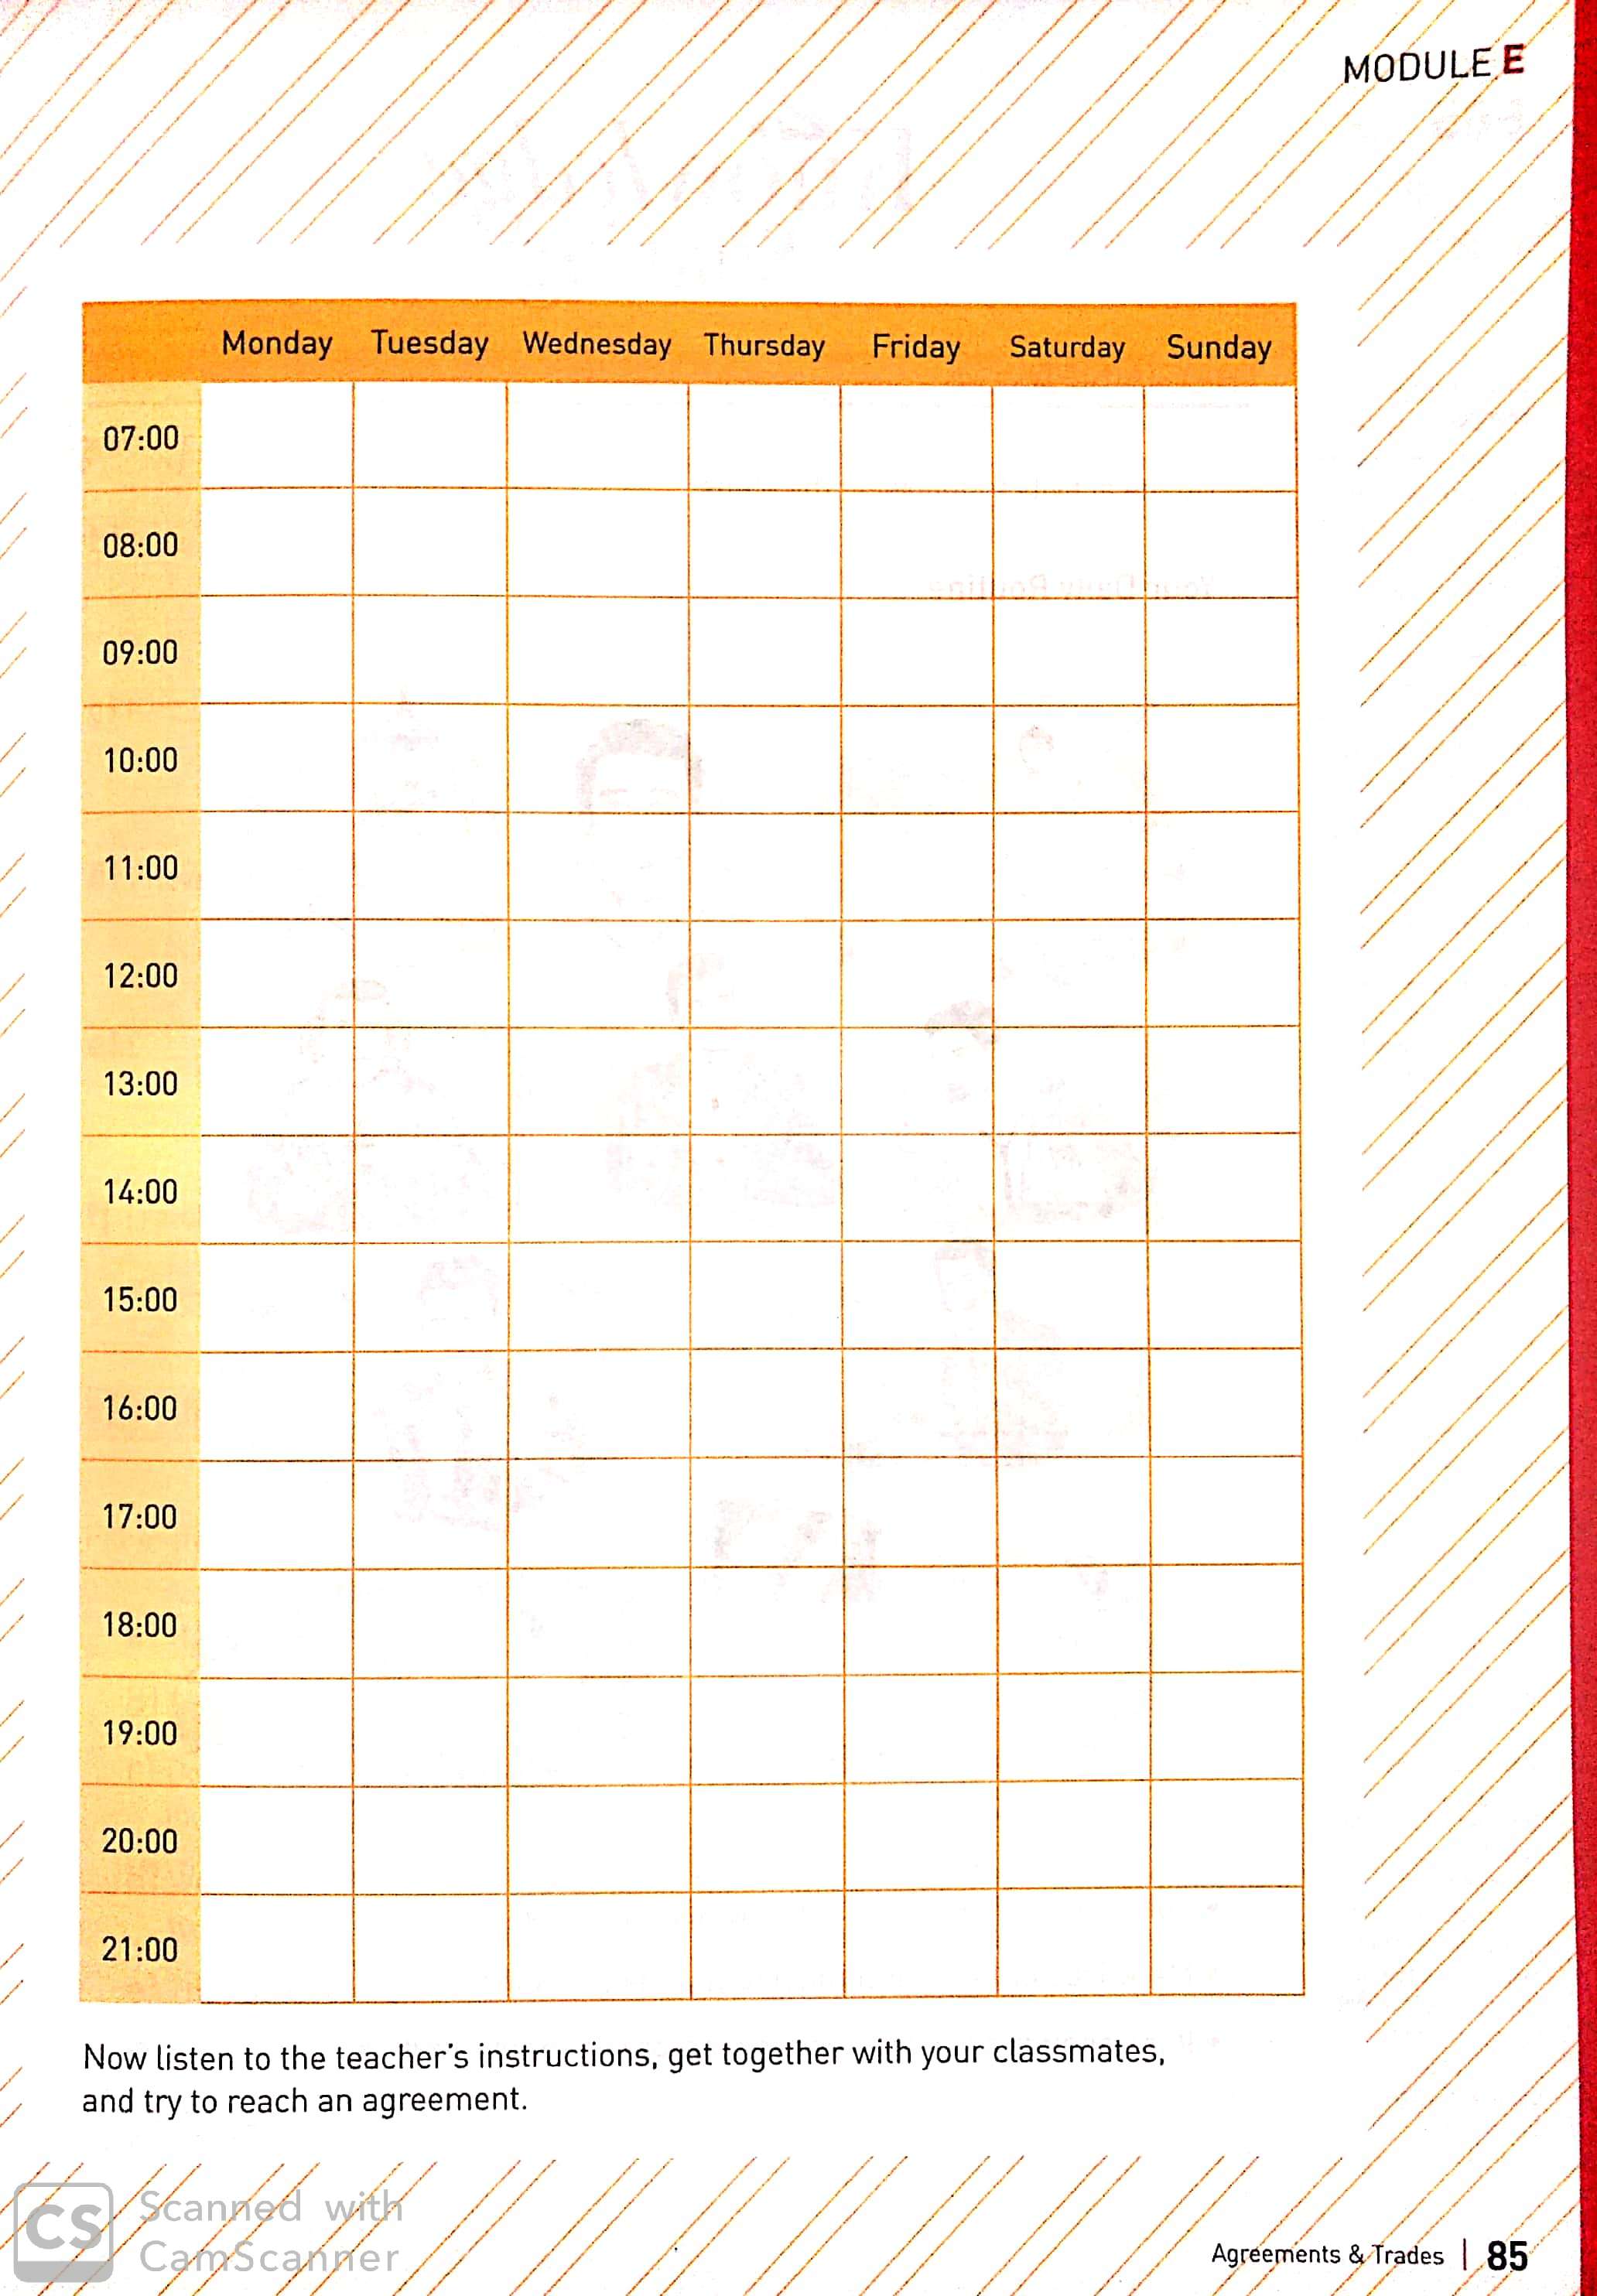 MODULE E
Monday Tuesday Wednesday Thursday Friday Saturday Sunday
07:00
08:00
09:00
10:00
11:00
12:00
13:00
14:00
15:00
16:00
17:00
18:00
19:00
20:00
21:00
Now listen to the teacher's instructions, get together with your classmates,
and try to reach an agreement.
CS Scanned with
CamScanner
Agreements & Trades | 85